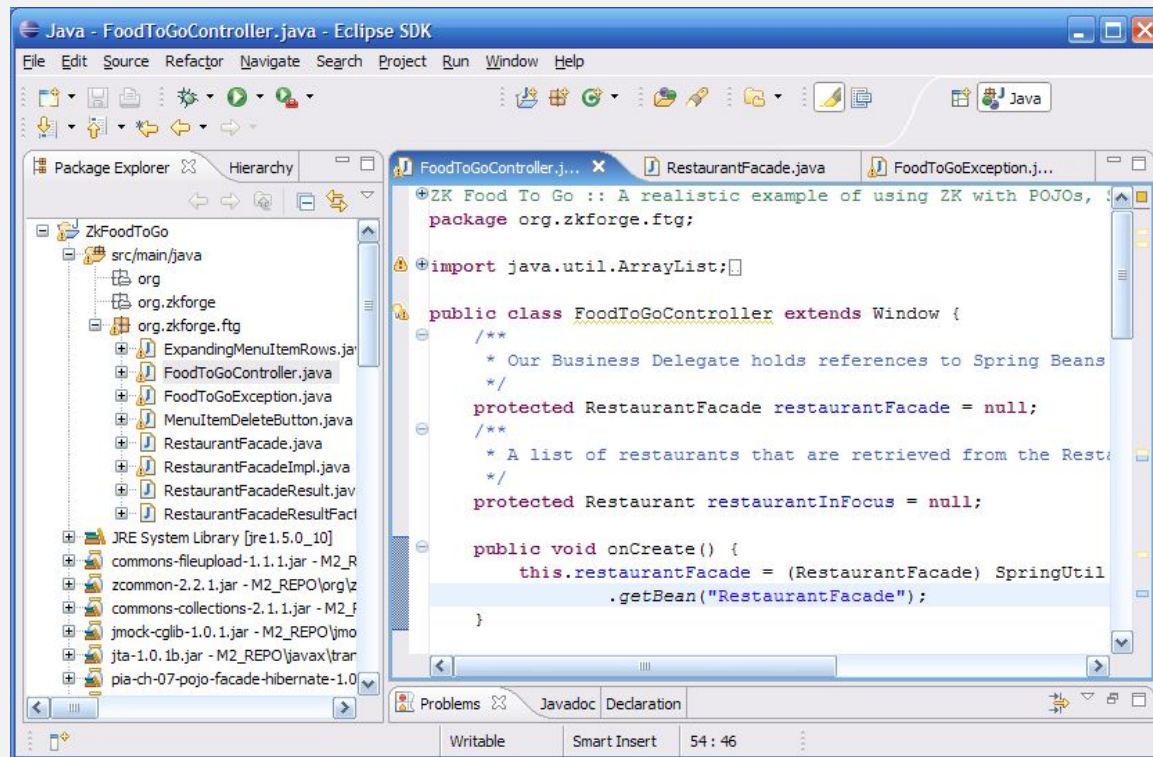 Java - FoodToGoController.java - Eclipse SDK
File Edit Source Refactor Navigate Search Project Run Window Help
Java
Package Explorer Hierarchy
ZkFoodToGo
src/main/java
org
org.zkforge
org.zkforge.ftg
ExpandingMenuItemRows.jav
FoodToGoController.java
FoodToGoException.java
MenuItemDeleteButton.java
RestaurantFacade.java
RestaurantFacadeImpl.java
RestaurantFacadeResult.jav
RestaurantFacadeResultFact
JRE System Library [jre1.5.0_10]
commons-fileupload-1.1.1.jar - M2_R
zcommon-2.2.1.jar - M2_REPO\org\z
commons-collections-2.1.1.jar - M2_F
jmock-cglib-1.0.1.jar - M2_REPO\jmo
jta-1.0.1b.jar - M2_REPO\javax\tran
pia-ch-07-pojo-facade-hibernate-1.0
FoodToGoController.j... RestaurantFacade.java FoodToGoException.j...
ZK Food To Go :: A realistic example of using ZK with POJOs,
package org.zkforge.ftg;
import java.util.ArrayList;
public class FoodToGoController extends Window {
/**
* Our Business Delegate holds references to Spring Beans
*/
protected RestaurantFacade restaurantFacade = null;
/**
* A list of restaurants that are retrieved from the Resta
*/
protected Restaurant restaurantInFocus = null;
public void onCreate() {
this.restaurantFacade = (RestaurantFacade) SpringUtil
.getBean("RestaurantFacade");
}
Problems Javadoc Declaration
Writable Smart Insert 54 : 46